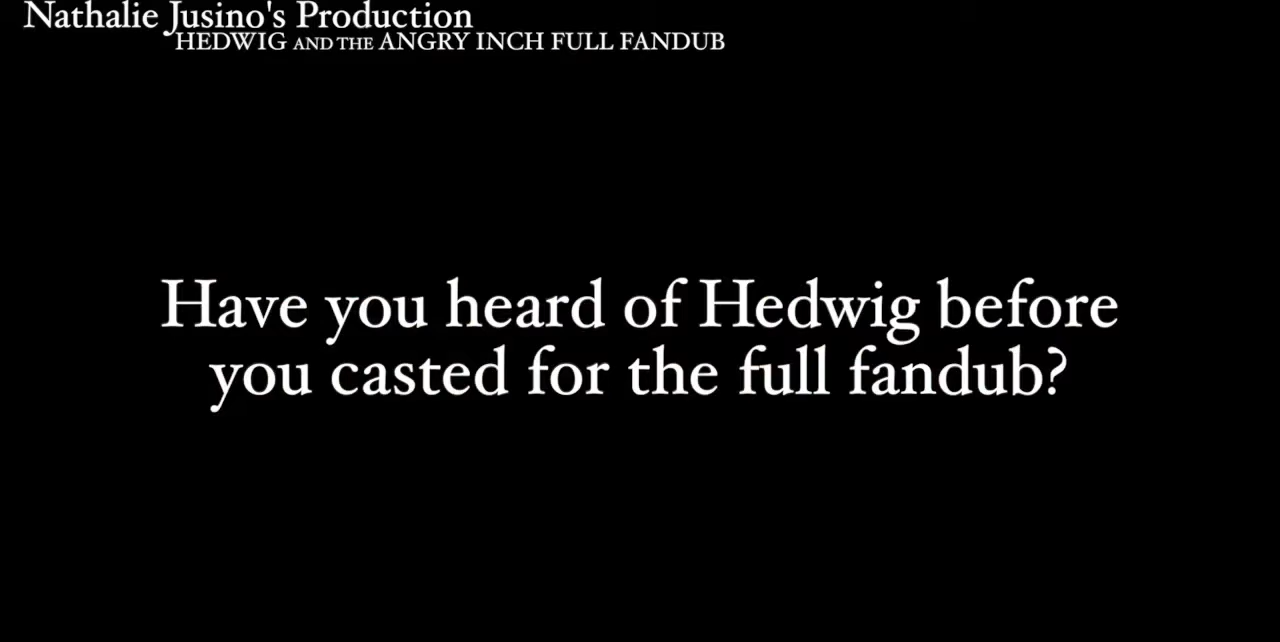 Nathalie Jusino's Production
HEDWIG AND THE ANGRY INCH FULL FANDUB
Have you heard of Hedwig before
you casted for the full fandub?